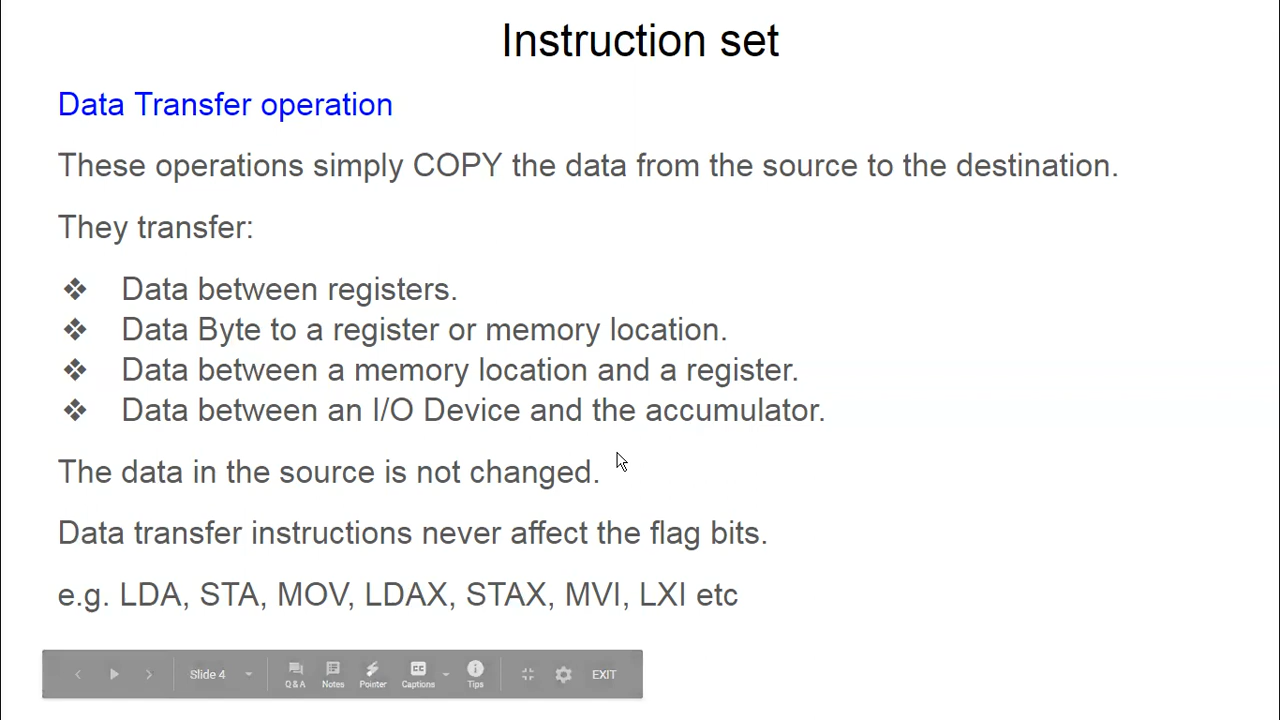 Instruction set
Data Transfer operation
These operations simply COPY the data from the source to the destination.
They transfer:
❖ Data between registers.
❖ Data Byte to a register or memory location.
❖ Data between a memory location and a register.
❖ Data between an I/O Device and the accumulator.
The data in the source is not changed.
Data transfer instructions never affect the flag bits.
e.g. LDA, STA, MOV, LDAX, STAX, MVI, LXI etc
Slide 4 Q & A Notes Pointer CC Captions Tips EXIT